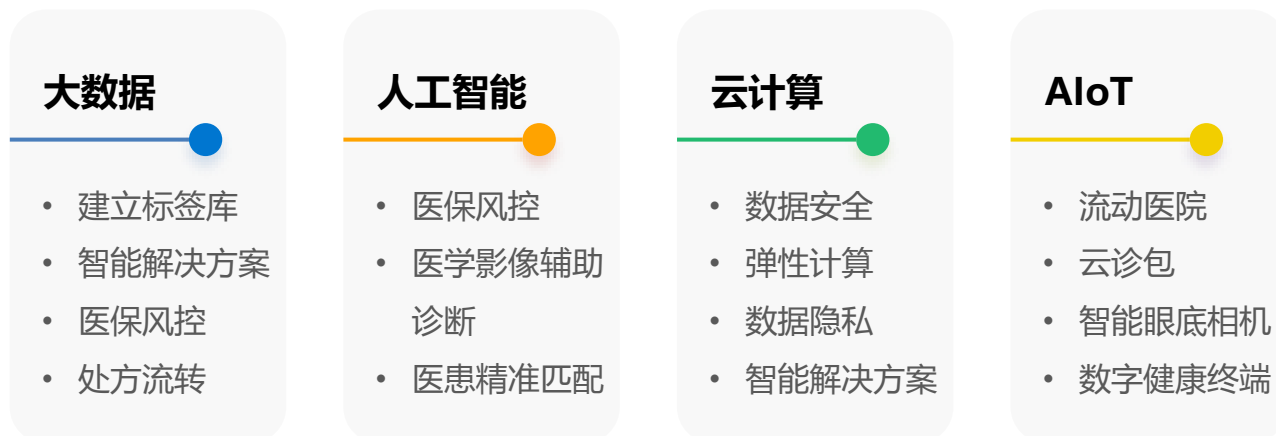 大数据
• 建立标签库
• 智能解决方案
• 医保风控
• 处方流转
人工智能
• 医保风控
• 医学影像辅助
诊断
• 医患精准匹配
云计算
• 数据安全
• 弹性计算
• 数据隐私
• 智能解决方案
AIoT
• 流动医院
• 云诊包
• 智能眼底相机
• 数字健康终端